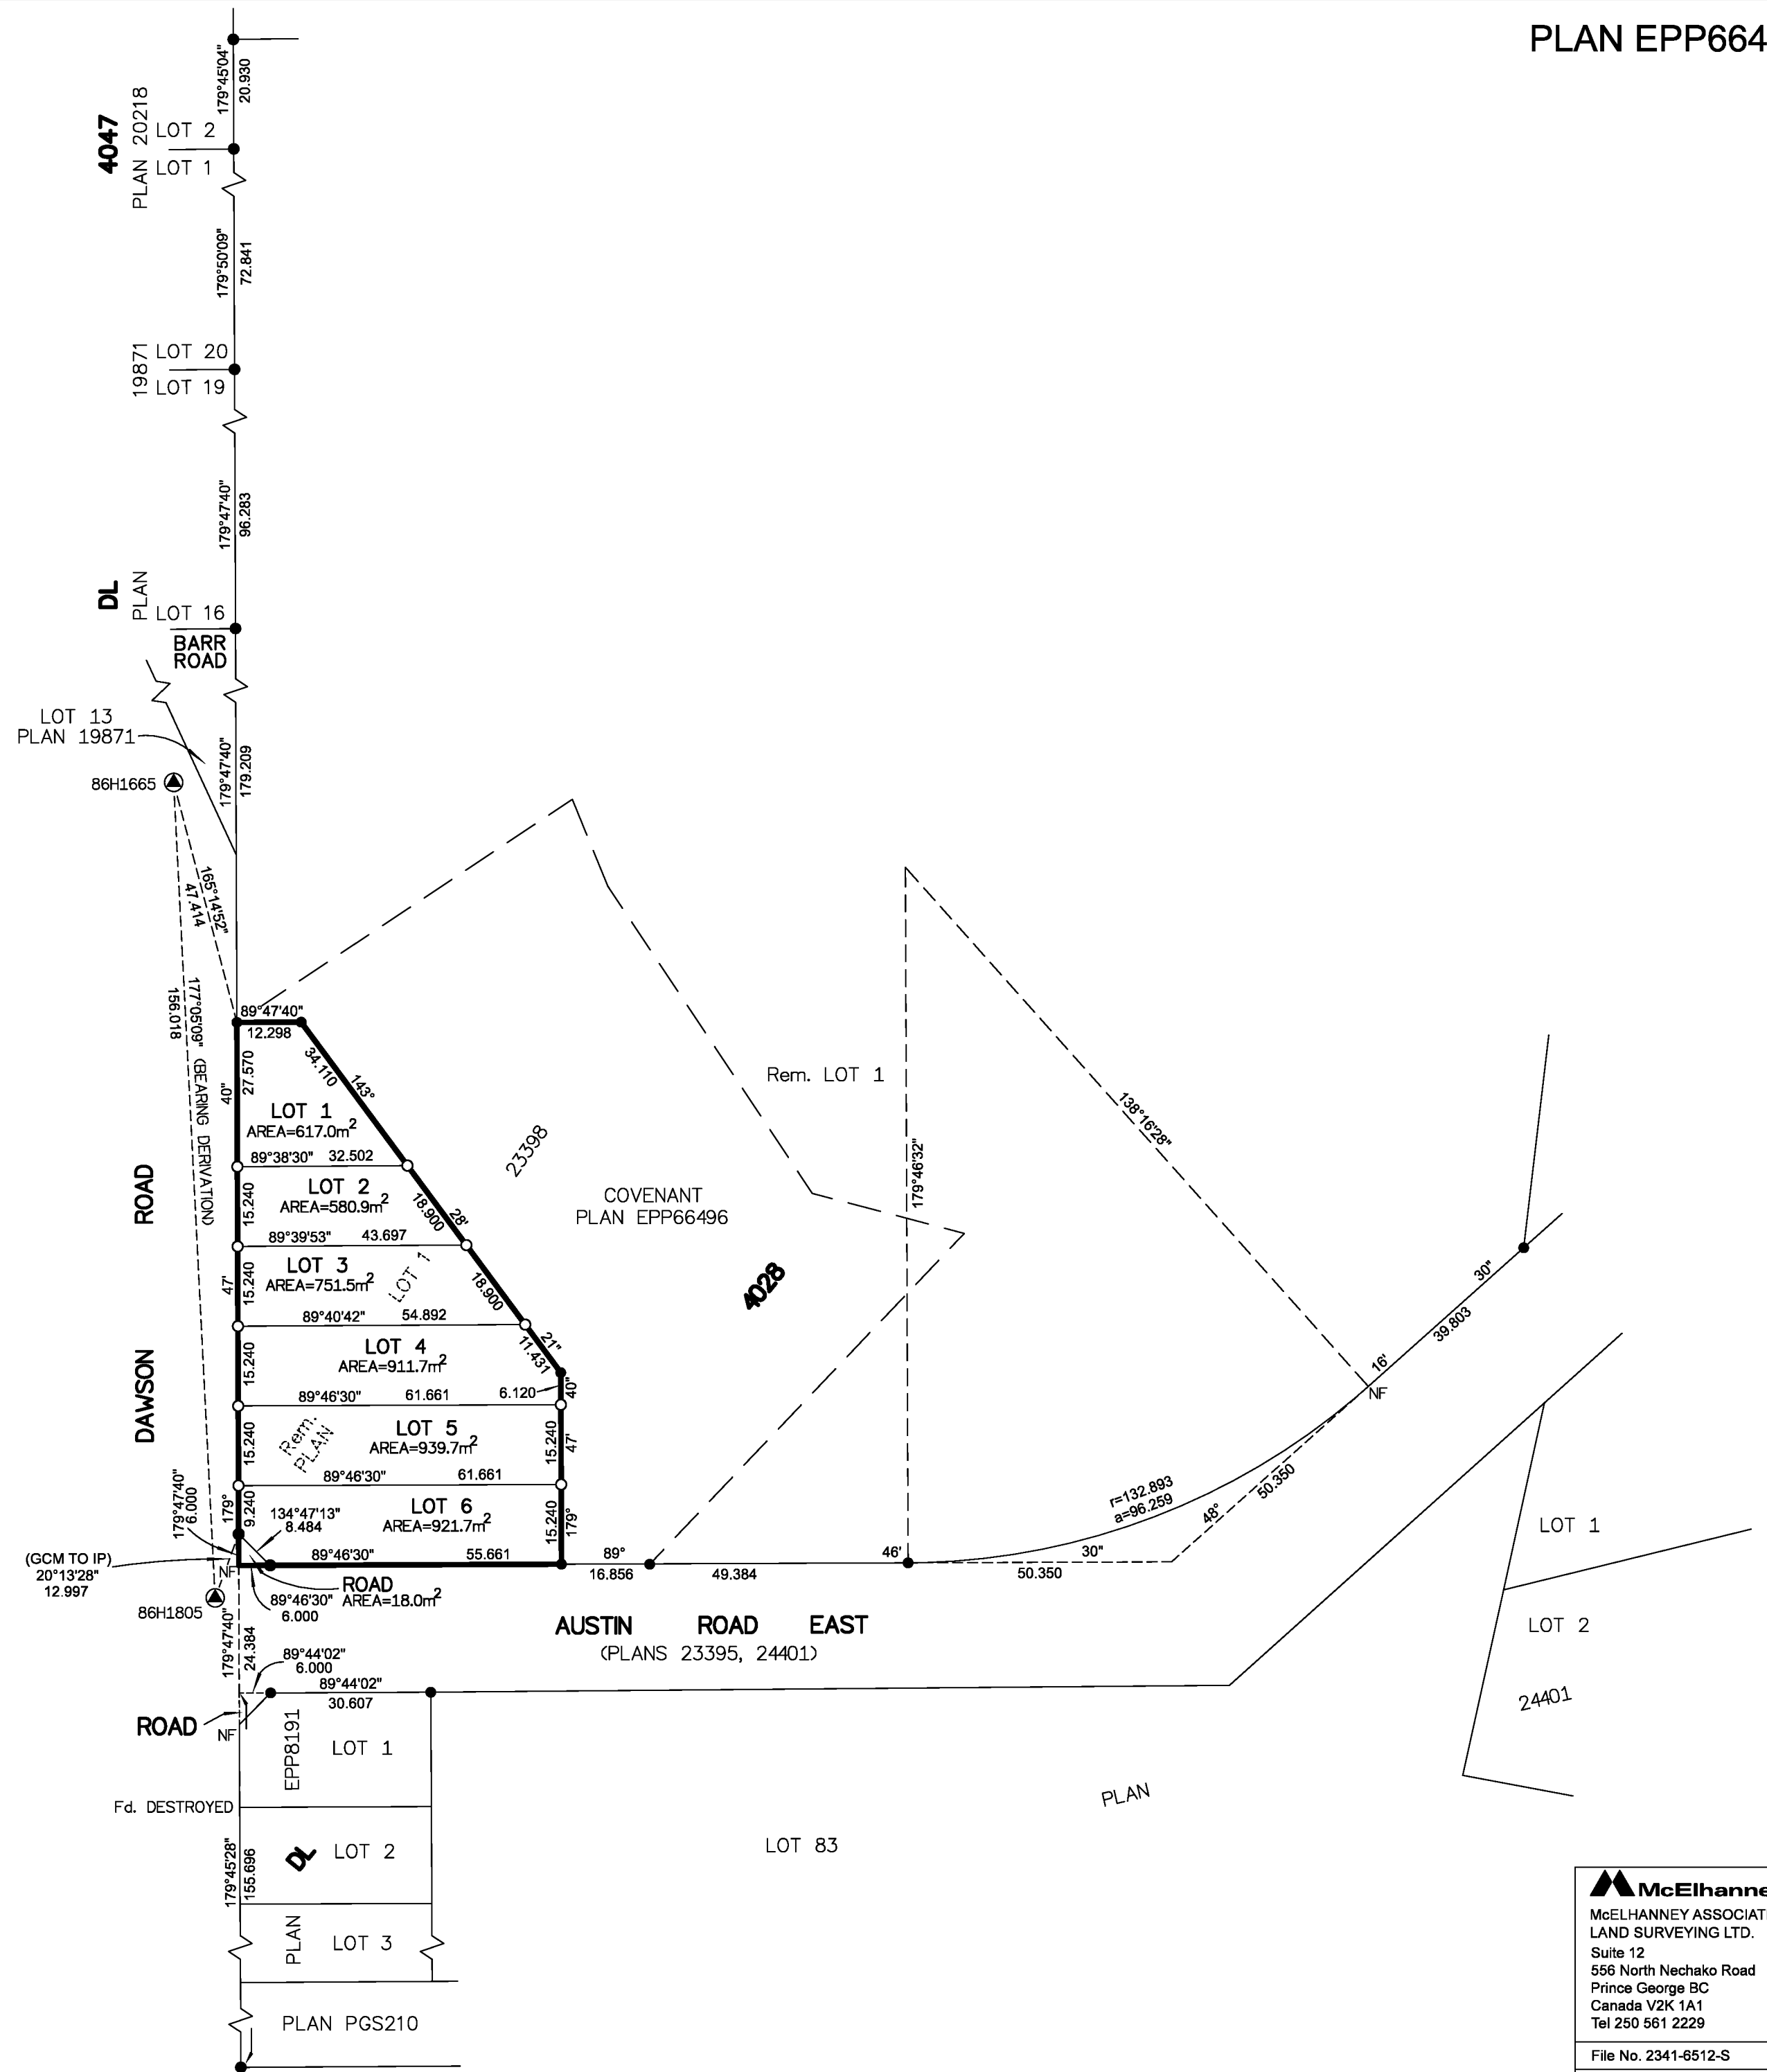 PLAN EPP664
179°45'04"
20.930
4047
PLAN 20218
LOT 2
LOT 1
179°50'09"
72.841
19871
LOT 20
LOT 19
179°47'40"
96.283
DL
PLAN
LOT 16
BARR
ROAD
LOT 13
PLAN 19871
179°47'40"
179.209
86H1665
165°14'52"
47.414
177°05'09" (BEARING DERIVATION)
156.018
89°47'40"
12.298
27.570
40"
34.110
143°
LOT 1
AREA=617.0m²
89°38'30" 32.502
Rem. LOT 1
138°16'28"
23398
179°46'32"
ROAD
15.240
LOT 2
AREA=580.9m²
18.900
28'
COVENANT
PLAN EPP66496
89°39'53" 43.697
47'
15.240
LOT 3
AREA=751.5m²
LOT 1
18.900
4028
30"
39.803
89°40'42" 54.892
DAWSON
15.240
LOT 4
AREA=911.7m²
11.431
21"
16'
NF
89°46'30" 61.661
6.120
40"
15.240
Rem.
PLAN
LOT 5
AREA=939.7m²
15.240
47'
89°46'30" 61.661
179°47'40"
6.000
179°
9.240
134°47'13"
8.484
LOT 6
AREA=921.7m²
15.240
179°
r=132.893
a=96.259
48°
50.350
89°46'30" 55.661
89°
16.856
49.384
46'
30"
50.350
(GCM TO IP)
20°13'28"
12.997
NF
ROAD
AREA=18.0m²
89°46'30"
6.000
86H1805
LOT 1
AUSTIN ROAD EAST
(PLANS 23395, 24401)
LOT 2
179°47'40"
24.384
89°44'02"
6.000
89°44'02"
30.607
24401
ROAD
NF
EPP8191
LOT 1
PLAN
Fd. DESTROYED
LOT 83
179°45'28"
155.696
DL
LOT 2
PLAN
LOT 3
PLAN PGS210
McElhanne
McELHANNEY ASSOCIAT
LAND SURVEYING LTD.
Suite 12
556 North Nechako Road
Prince George BC
Canada V2K 1A1
Tel 250 561 2229
File No. 2341-6512-S